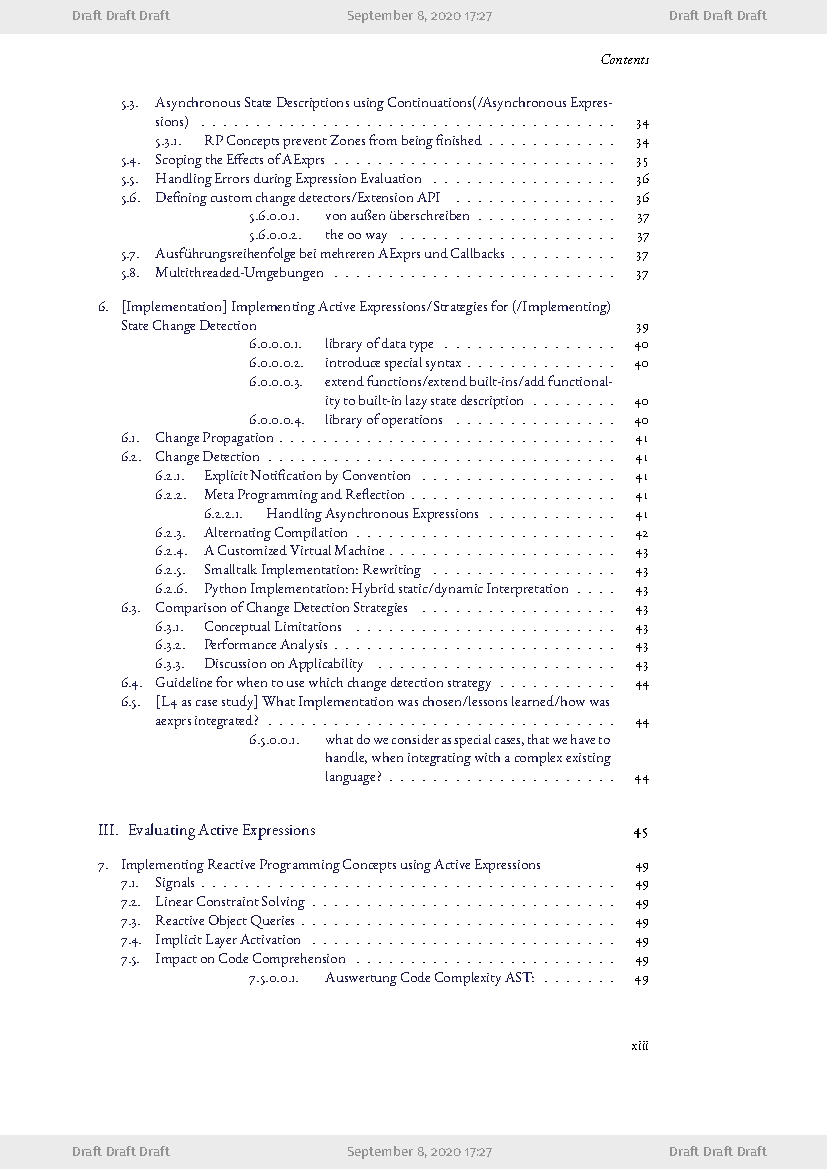 Draft Draft Draft September 8, 2020 17:27 Draft Draft Draft
Contents
5.3. Asynchronous State Descriptions using Continuations(/Asynchronous Expres-
sions) . . . . . . . . . . . . . . . . . . . . 34
5.3.1. RP Concepts prevent Zones from being finished . . . . . . . . . . . . 34
5.4. Scoping the Effects of AExprs . . . . . . . . . . . . . . . . . . . . 35
5.5. Handling Errors during Expression Evaluation . . . . . . . . . . . . . . . . . 36
5.6. Defining custom change detectors/Extension API . . . . . . . . . . . . . . . 36
5.6.0.0.1. von außen überschreiben . . . . . . . . . . . . . 37
5.6.0.0.2. the oo way . . . . . . . . . . . . . . . . . . . . 37
5.7. Ausführungsreihenfolge bei mehreren AExprs und Callbacks . . . . . . . . . . 37
5.8. Multithreaded-Umgebungen . . . . . . . . . . . . . . . . . . . . 37
6. [Implementation] Implementing Active Expressions/Strategies for (/Implementing)
State Change Detection 39
6.0.0.0.1. library of data type . . . . . . . . . . . . . . . . 40
6.0.0.0.2. introduce special syntax . . . . . . . . . . . . . . 40
6.0.0.0.3. extend functions/extend built-ins/add functional-
ity to built-in lazy state description . . . . . . . . 40
6.0.0.0.4. library of operations . . . . . . . . . . . . . . . 40
6.1. Change Propagation . . . . . . . . . . . . . . . . . . . . 41
6.2. Change Detection . . . . . . . . . . . . . . . . . . . . 41
6.2.1. Explicit Notification by Convention . . . . . . . . . . . . . . . . . . 41
6.2.2. Meta Programming and Reflection . . . . . . . . . . . . . . . . . . . 41
6.2.2.1. Handling Asynchronous Expressions . . . . . . . . . . . . 41
6.2.3. Alternating Compilation . . . . . . . . . . . . . . . . . . . . 42
6.2.4. A Customized Virtual Machine . . . . . . . . . . . . . . . . . . . . 43
6.2.5. Smalltalk Implementation: Rewriting . . . . . . . . . . . . . . . . . 43
6.2.6. Python Implementation: Hybrid static/dynamic Interpretation . . . . 43
6.3. Comparison of Change Detection Strategies . . . . . . . . . . . . . . . . . . 43
6.3.1. Conceptual Limitations . . . . . . . . . . . . . . . . . . . . 43
6.3.2. Performance Analysis . . . . . . . . . . . . . . . . . . . . 43
6.3.3. Discussion on Applicability . . . . . . . . . . . . . . . . . . . . 43
6.4. Guideline for when to use which change detection strategy . . . . . . . . . . . 44
6.5. [L4 as case study] What Implementation was chosen/lessons learned/how was
aexprs integrated? . . . . . . . . . . . . . . . . . . . . 44
6.5.0.0.1. what do we consider as special cases, that we have to
handle, when integrating with a complex existing
language? . . . . . . . . . . . . . . . . . . . . 44
III. Evaluating Active Expressions 45
7. Implementing Reactive Programming Concepts using Active Expressions 49
7.1. Signals . . . . . . . . . . . . . . . . . . . . 49
7.2. Linear Constraint Solving . . . . . . . . . . . . . . . . . . . . 49
7.3. Reactive Object Queries . . . . . . . . . . . . . . . . . . . . 49
7.4. Implicit Layer Activation . . . . . . . . . . . . . . . . . . . . 49
7.5. Impact on Code Comprehension . . . . . . . . . . . . . . . . . . . . 49
7.5.0.0.1. Auswertung Code Complexity AST: . . . . . . . 49
xiii
Draft Draft Draft September 8, 2020 17:27 Draft Draft Draft